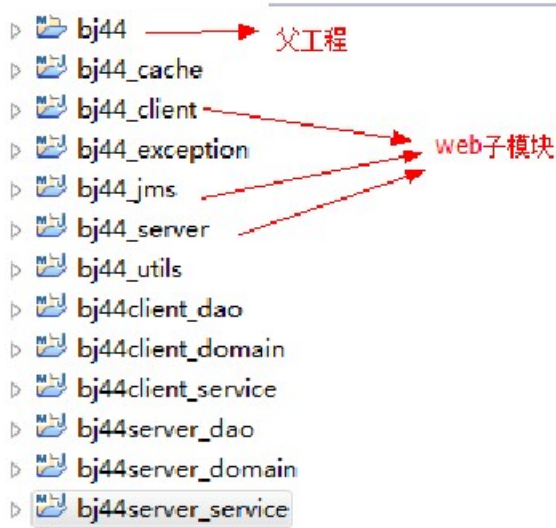 bj44 父工程
bj44_cache
bj44_client
bj44_exception web子模块
bj44_jms
bj44_server
bj44_utils
bj44client_dao
bj44client_domain
bj44client_service
bj44server_dao
bj44server_domain
bj44server_service